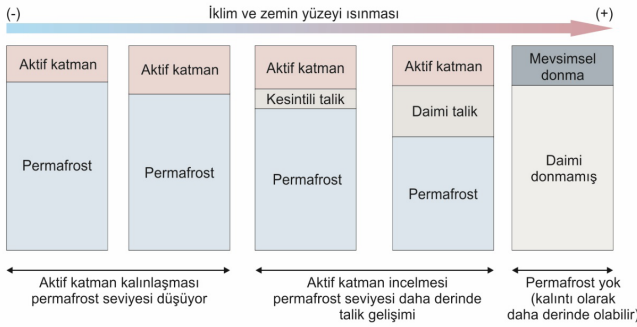 İklim ve zemin yüzeyi ısınması
(-)
(+)
Aktif katman
Permafrost
Aktif katman
Permafrost
Aktif katman
Kesintili talik
Permafrost
Aktif katman
Daimi talik
Permafrost
Mevsimsel
donma
Daimi
donmamış
Aktif katman kalınlaşması
permafrost seviyesi düşüyor
Aktif katman incelmesi
permafrost seviyesi daha derinde
talik gelişimi
Permafrost yok
(kalıntı olarak
daha derinde olabilir)